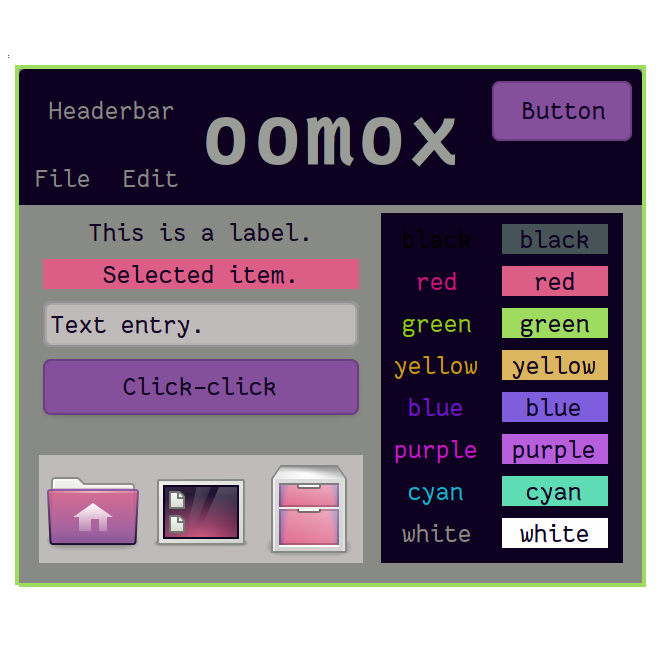 Headerbar
oomox
Button
File Edit
This is a label.
Selected item.
Text entry.
Click-click
black black
red red
green green
yellow yellow
blue blue
purple purple
cyan cyan
white white